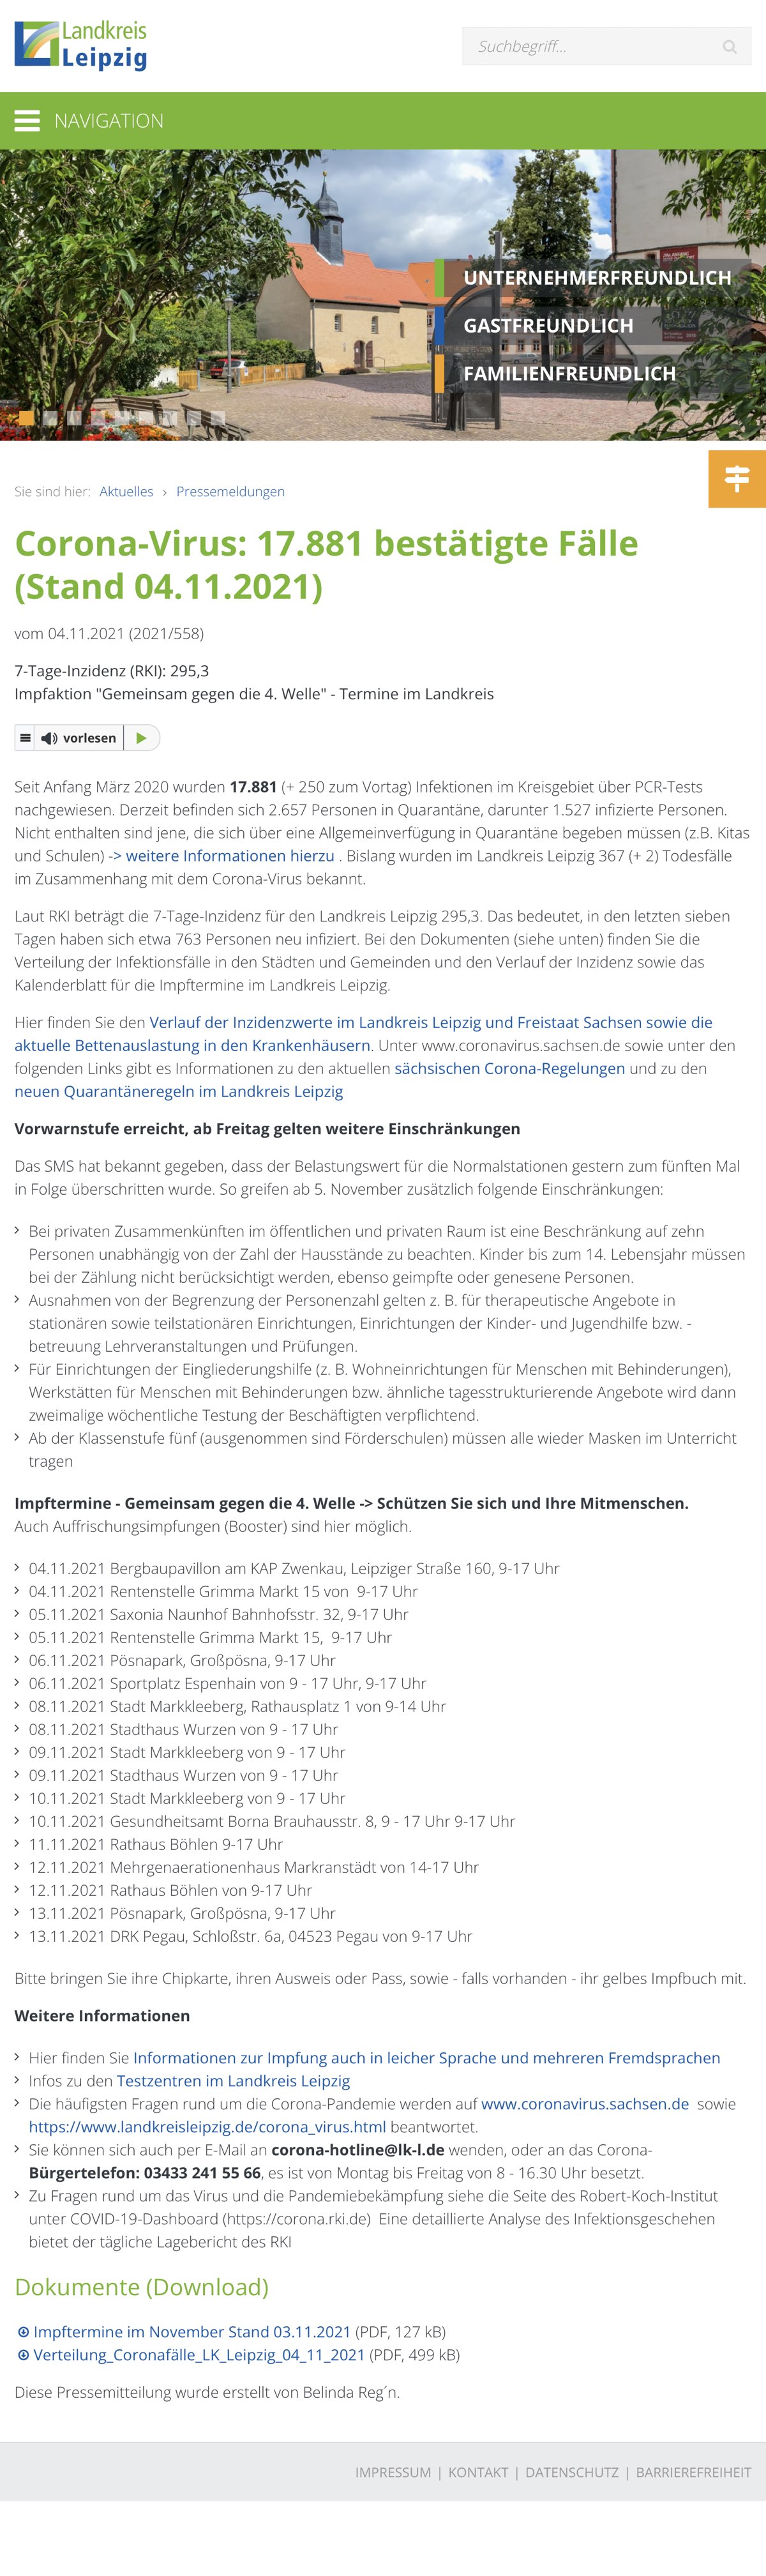 Landkreis
Leipzig
Suchbegriff...
NAVIGATION
UNTERNEHMERFREUNDLICH
GASTFREUNDLICH
FAMILIENFREUNDLICH
Sie sind hier: Aktuelles › Pressemeldungen
Corona-Virus: 17.881 bestätigte Fälle
(Stand 04.11.2021)
vom 04.11.2021 (2021/558)
7-Tage-Inzidenz (RKI): 295,3
Impfaktion "Gemeinsam gegen die 4. Welle" - Termine im Landkreis
vorlesen
Seit Anfang März 2020 wurden 17.881 (+ 250 zum Vortag) Infektionen im Kreisgebiet über PCR-Tests
nachgewiesen. Derzeit befinden sich 2.657 Personen in Quarantäne, darunter 1.527 infizierte Personen.
Nicht enthalten sind jene, die sich über eine Allgemeinverfügung in Quarantäne begeben müssen (z.B. Kitas
und Schulen) -> weitere Informationen hierzu . Bislang wurden im Landkreis Leipzig 367 (+ 2) Todesfälle
im Zusammenhang mit dem Corona-Virus bekannt.
Laut RKI beträgt die 7-Tage-Inzidenz für den Landkreis Leipzig 295,3. Das bedeutet, in den letzten sieben
Tagen haben sich etwa 763 Personen neu infiziert. Bei den Dokumenten (siehe unten) finden Sie die
Verteilung der Infektionsfälle in den Städten und Gemeinden und den Verlauf der Inzidenz sowie das
Kalenderblatt für die Impftermine im Landkreis Leipzig.
Hier finden Sie den Verlauf der Inzidenzwerte im Landkreis Leipzig und Freistaat Sachsen sowie die
aktuelle Bettenauslastung in den Krankenhäusern. Unter www.coronavirus.sachsen.de sowie unter den
folgenden Links gibt es Informationen zu den aktuellen sächsischen Corona-Regelungen und zu den
neuen Quarantäneregeln im Landkreis Leipzig
Vorwarnstufe erreicht, ab Freitag gelten weitere Einschränkungen
Das SMS hat bekannt gegeben, dass der Belastungswert für die Normalstationen gestern zum fünften Mal
in Folge überschritten wurde. So greifen ab 5. November zusätzlich folgende Einschränkungen:
Bei privaten Zusammenkünften im öffentlichen und privaten Raum ist eine Beschränkung auf zehn
Personen unabhängig von der Zahl der Hausstände zu beachten. Kinder bis zum 14. Lebensjahr müssen
bei der Zählung nicht berücksichtigt werden, ebenso geimpfte oder genesene Personen.
Ausnahmen von der Begrenzung der Personenzahl gelten z. B. für therapeutische Angebote in
stationären sowie teilstationären Einrichtungen, Einrichtungen der Kinder- und Jugendhilfe bzw. -
betreuung Lehrveranstaltungen und Prüfungen.
Für Einrichtungen der Eingliederungshilfe (z. B. Wohneinrichtungen für Menschen mit Behinderungen),
Werkstätten für Menschen mit Behinderungen bzw. ähnliche tagesstrukturierende Angebote wird dann
zweimalige wöchentliche Testung der Beschäftigten verpflichtend.
Ab der Klassenstufe fünf (ausgenommen sind Förderschulen) müssen alle wieder Masken im Unterricht
tragen
Impftermine - Gemeinsam gegen die 4. Welle -> Schützen Sie sich und Ihre Mitmenschen.
Auch Auffrischungsimpfungen (Booster) sind hier möglich.
04.11.2021 Bergbaupavillon am KAP Zwenkau, Leipziger Straße 160, 9-17 Uhr
04.11.2021 Rentenstelle Grimma Markt 15 von  9-17 Uhr
05.11.2021 Saxonia Naunhof Bahnhofsstr. 32, 9-17 Uhr
05.11.2021 Rentenstelle Grimma Markt 15,  9-17 Uhr
06.11.2021 Pösnapark, Großpösna, 9-17 Uhr
06.11.2021 Sportplatz Espenhain von 9 - 17 Uhr, 9-17 Uhr
08.11.2021 Stadt Markkleeberg, Rathausplatz 1 von 9-14 Uhr
08.11.2021 Stadthaus Wurzen von 9 - 17 Uhr
09.11.2021 Stadt Markkleeberg von 9 - 17 Uhr
09.11.2021 Stadthaus Wurzen von 9 - 17 Uhr
10.11.2021 Stadt Markkleeberg von 9 - 17 Uhr
10.11.2021 Gesundheitsamt Borna Brauhausstr. 8, 9 - 17 Uhr 9-17 Uhr
11.11.2021 Rathaus Böhlen 9-17 Uhr
12.11.2021 Mehrgenaerationenhaus Markranstädt von 14-17 Uhr
12.11.2021 Rathaus Böhlen von 9-17 Uhr
13.11.2021 Pösnapark, Großpösna, 9-17 Uhr
13.11.2021 DRK Pegau, Schloßstr. 6a, 04523 Pegau von 9-17 Uhr
Bitte bringen Sie ihre Chipkarte, ihren Ausweis oder Pass, sowie - falls vorhanden - ihr gelbes Impfbuch mit.
Weitere Informationen
Hier finden Sie Informationen zur Impfung auch in leicher Sprache und mehreren Fremdsprachen
Infos zu den Testzentren im Landkreis Leipzig
Die häufigsten Fragen rund um die Corona-Pandemie werden auf www.coronavirus.sachsen.de  sowie
https://www.landkreisleipzig.de/corona_virus.html beantwortet.
Sie können sich auch per E-Mail an corona-hotline@lk-l.de wenden, oder an das Corona-
Bürgertelefon: 03433 241 55 66, es ist von Montag bis Freitag von 8 - 16.30 Uhr besetzt.
Zu Fragen rund um das Virus und die Pandemiebekämpfung siehe die Seite des Robert-Koch-Institut
unter COVID-19-Dashboard (https://corona.rki.de)  Eine detaillierte Analyse des Infektionsgeschehen
bietet der tägliche Lagebericht des RKI
Dokumente (Download)
Impftermine im November Stand 03.11.2021 (PDF, 127 kB)
Verteilung_Coronafälle_LK_Leipzig_04_11_2021 (PDF, 499 kB)
Diese Pressemitteilung wurde erstellt von Belinda Reg´n.
IMPRESSUM | KONTAKT | DATENSCHUTZ | BARRIEREFREIHEIT